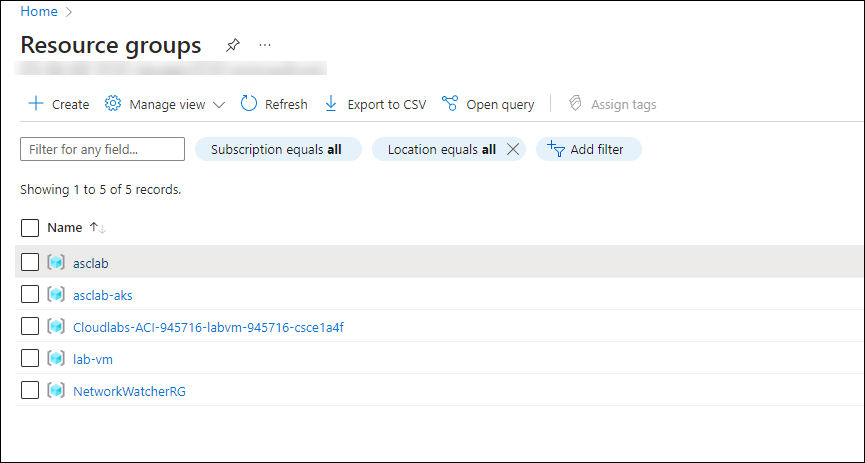 Home >
Resource groups ...
+ Create Manage view Refresh Export to CSV Open query Assign tags
Filter for any field... Subscription equals all Location equals all Add filter
Showing 1 to 5 of 5 records.
Name ↑↓
asclab
asclab-aks
Cloudlabs-ACI-945716-labvm-945716-csce1a4f
lab-vm
NetworkWatcherRG